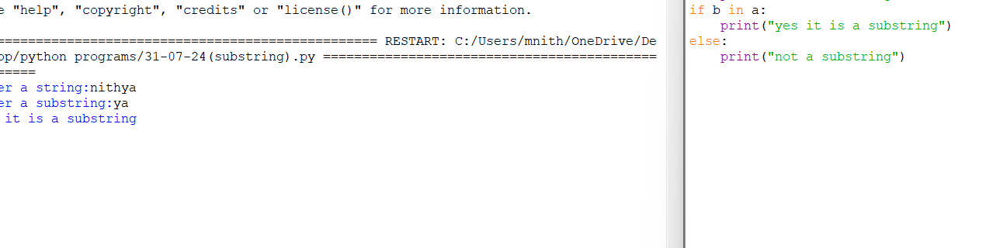 e "help", "copyright", "credits" or "license()" for more information.
================================================= RESTART: C:/Users/mnith/OneDrive/De
op/python programs/31-07-24(substring).py ===========================================
=====
er a string:nithya
er a substring:ya
it is a substring
if b in a:
    print("yes it is a substring")
else:
    print("not a substring")